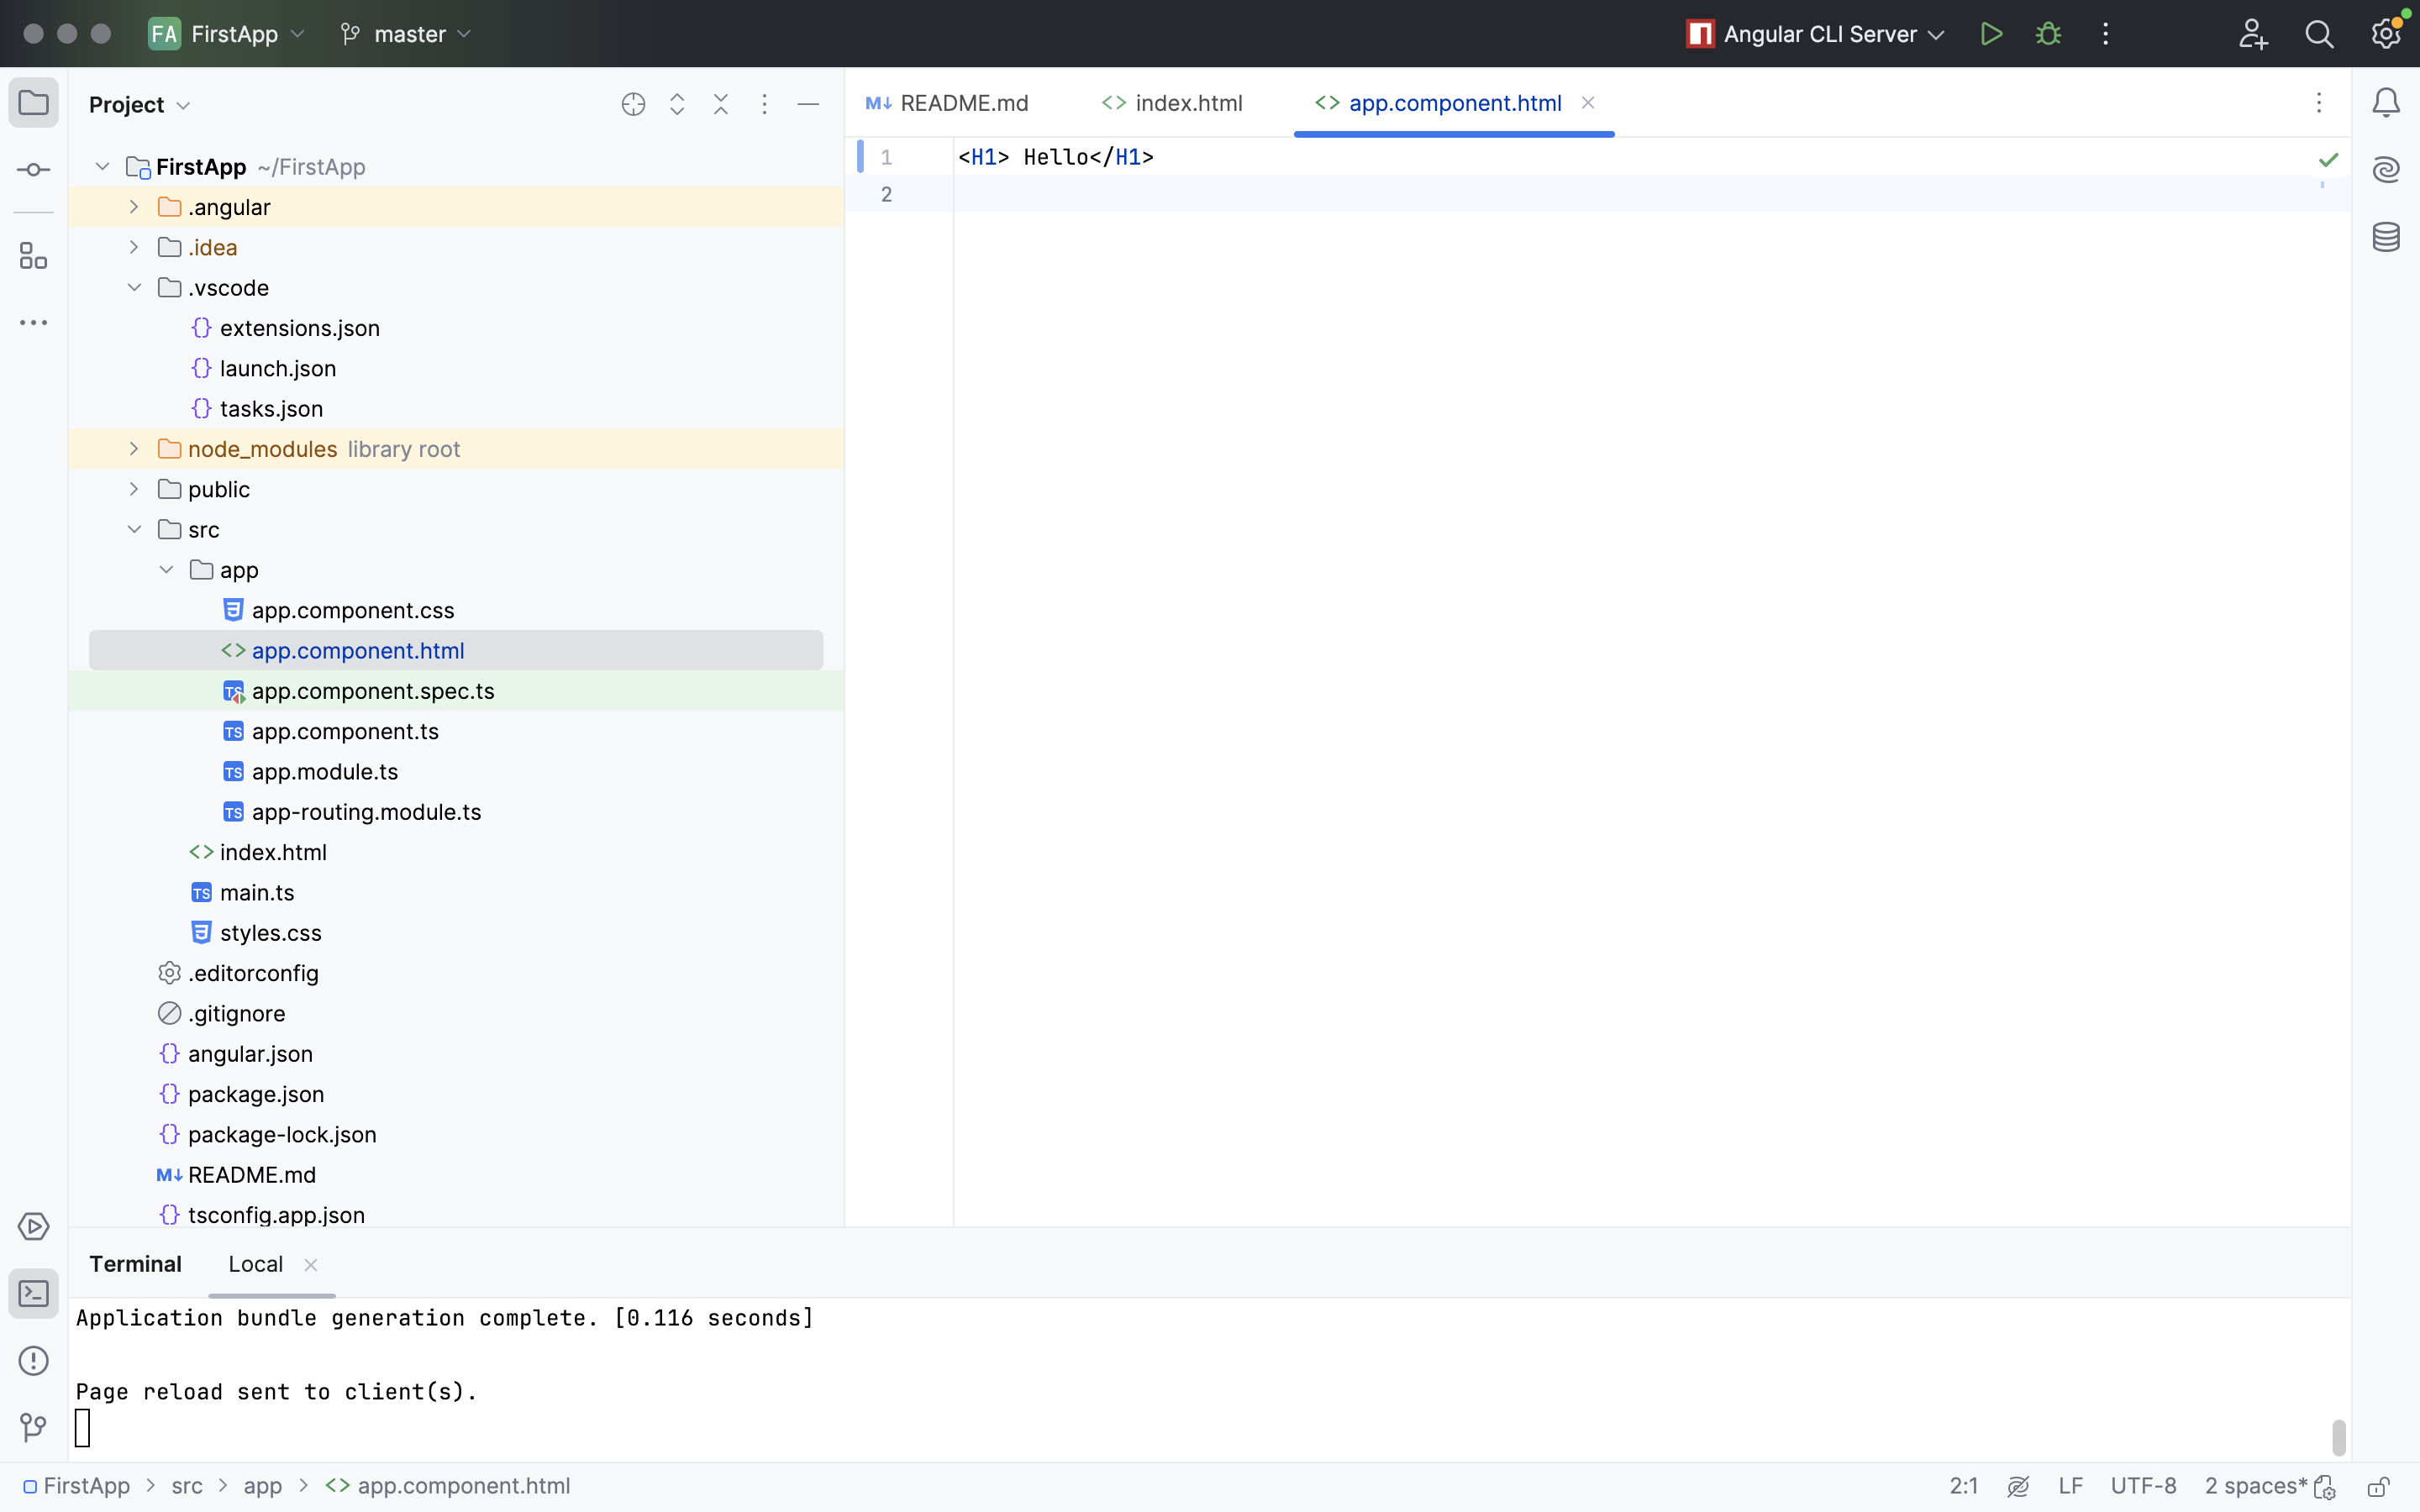 FA FirstApp master Angular CLI Server
Project
README.md index.html app.component.html
FirstApp ~/FirstApp
.angular
.idea
.vscode
extensions.json
launch.json
tasks.json
node_modules library root
public
src
app
app.component.css
app.component.html
app.component.spec.ts
app.component.ts
app.module.ts
app-routing.module.ts
index.html
main.ts
styles.css
.editorconfig
.gitignore
angular.json
package.json
package-lock.json
README.md
tsconfig.app.json
1 <H1> Hello</H1>
2
Terminal Local
Application bundle generation complete. [0.116 seconds]
Page reload sent to client(s).
FirstApp > src > app > app.component.html 2:1 LF UTF-8 2 spaces*